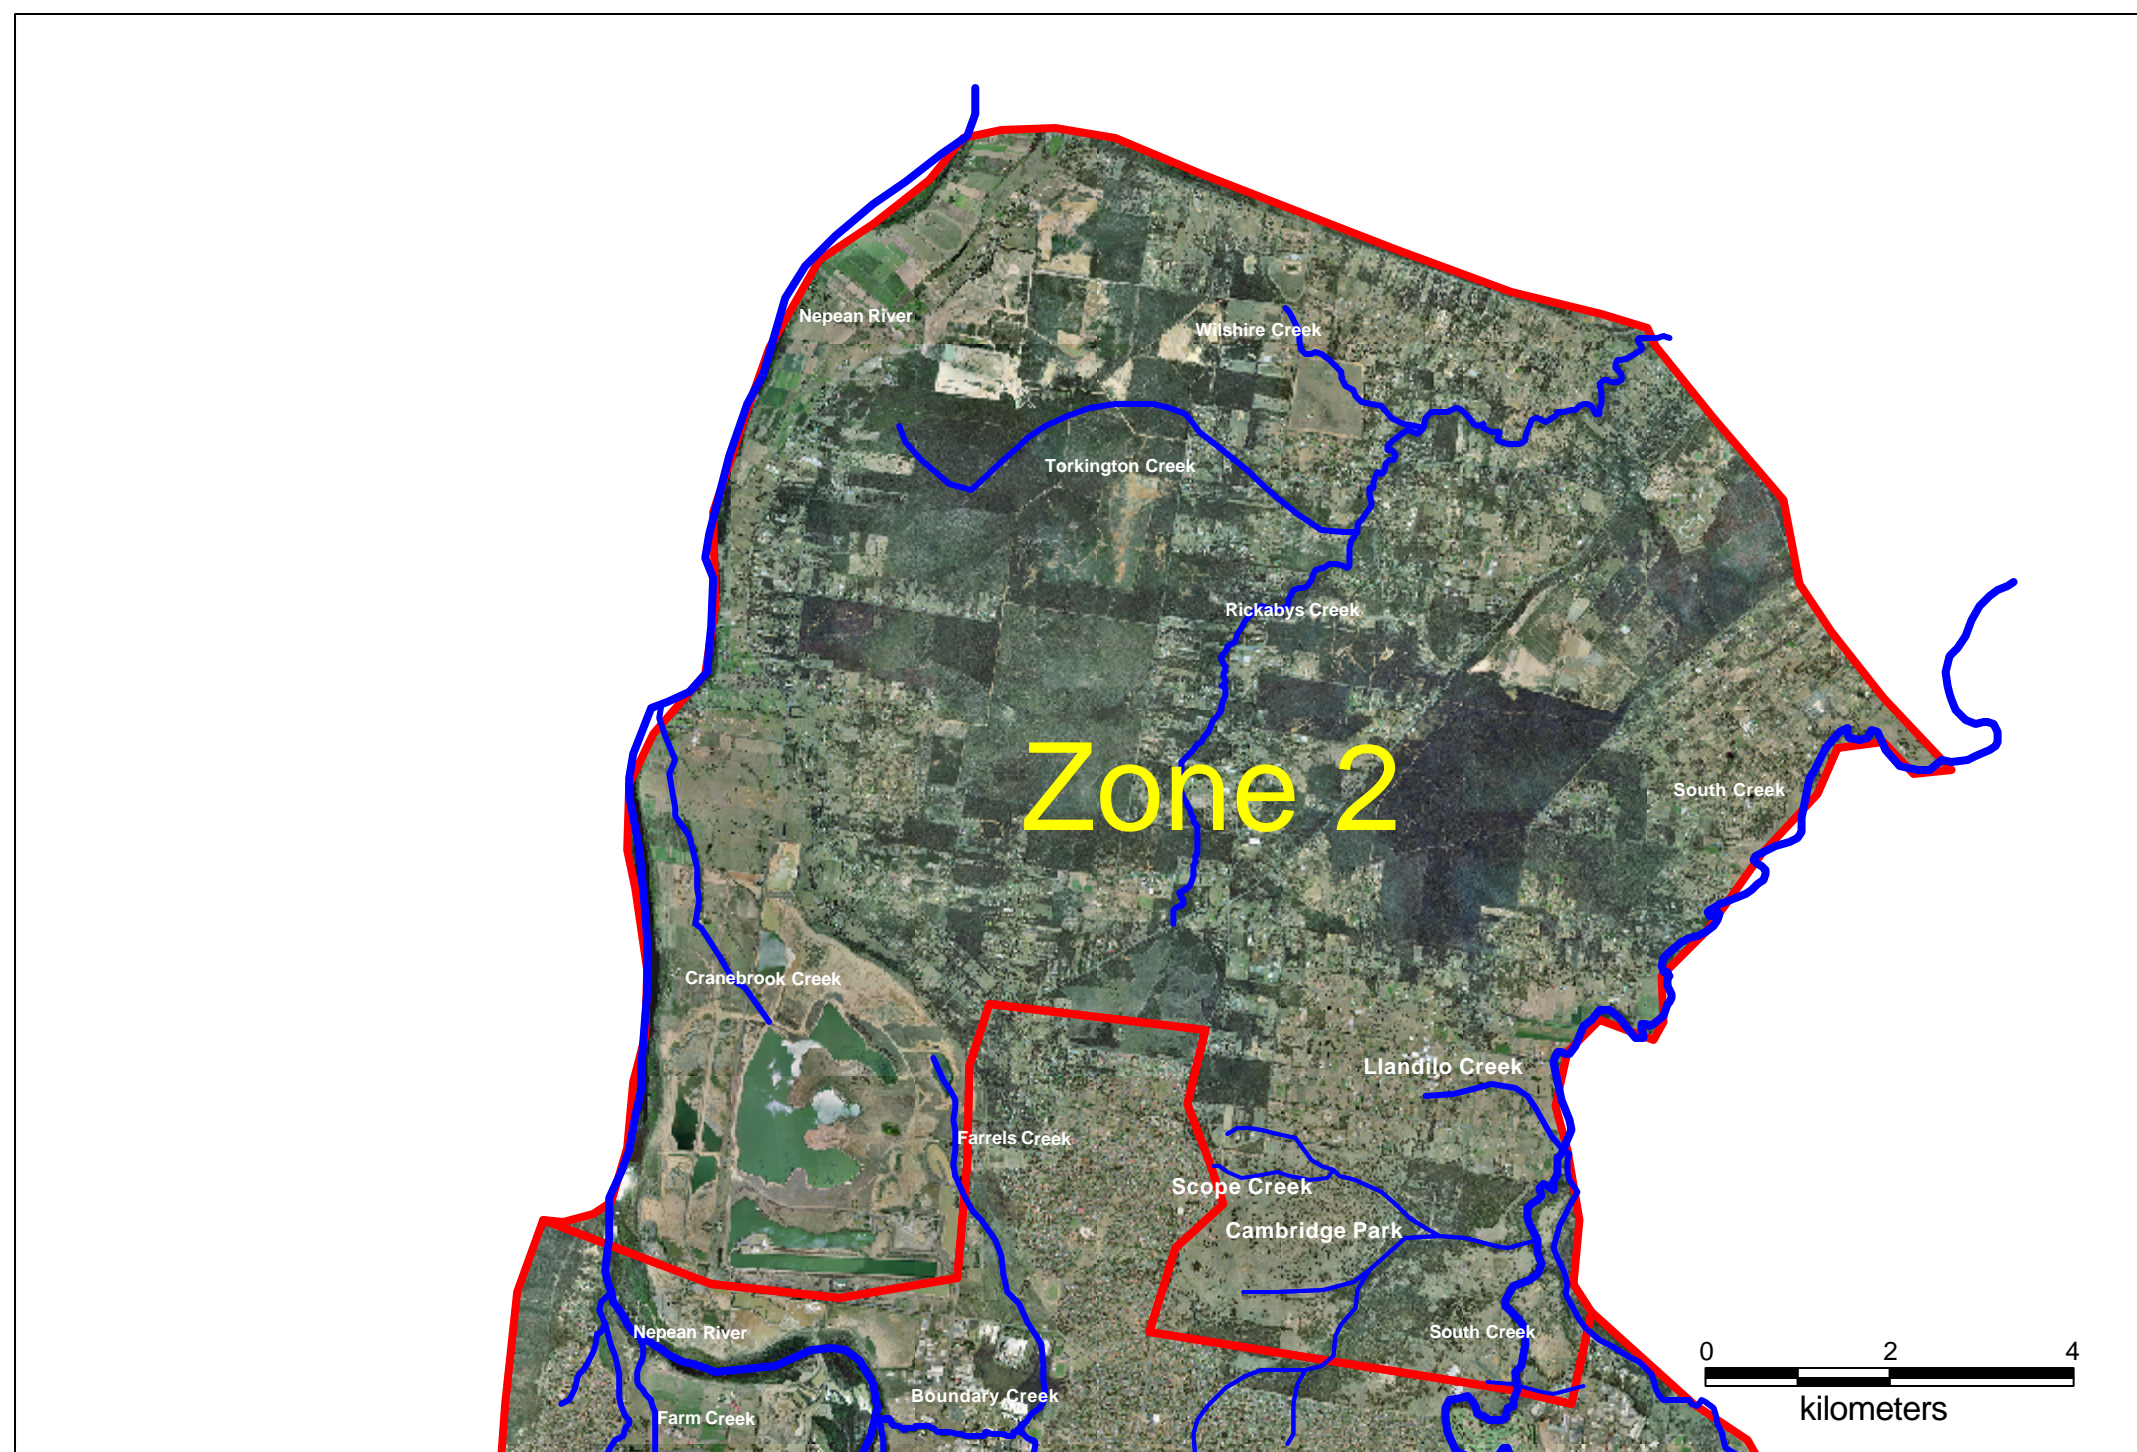 Nepean River
Wilshire Creek
Torkington Creek
Rickabys Creek
Zone 2
South Creek
Cranebrook Creek
Llandilo Creek
Farrels Creek
Scope Creek
Cambridge Park
Nepean River
South Creek
0 2 4
kilometers
Boundary Creek
Farm Creek